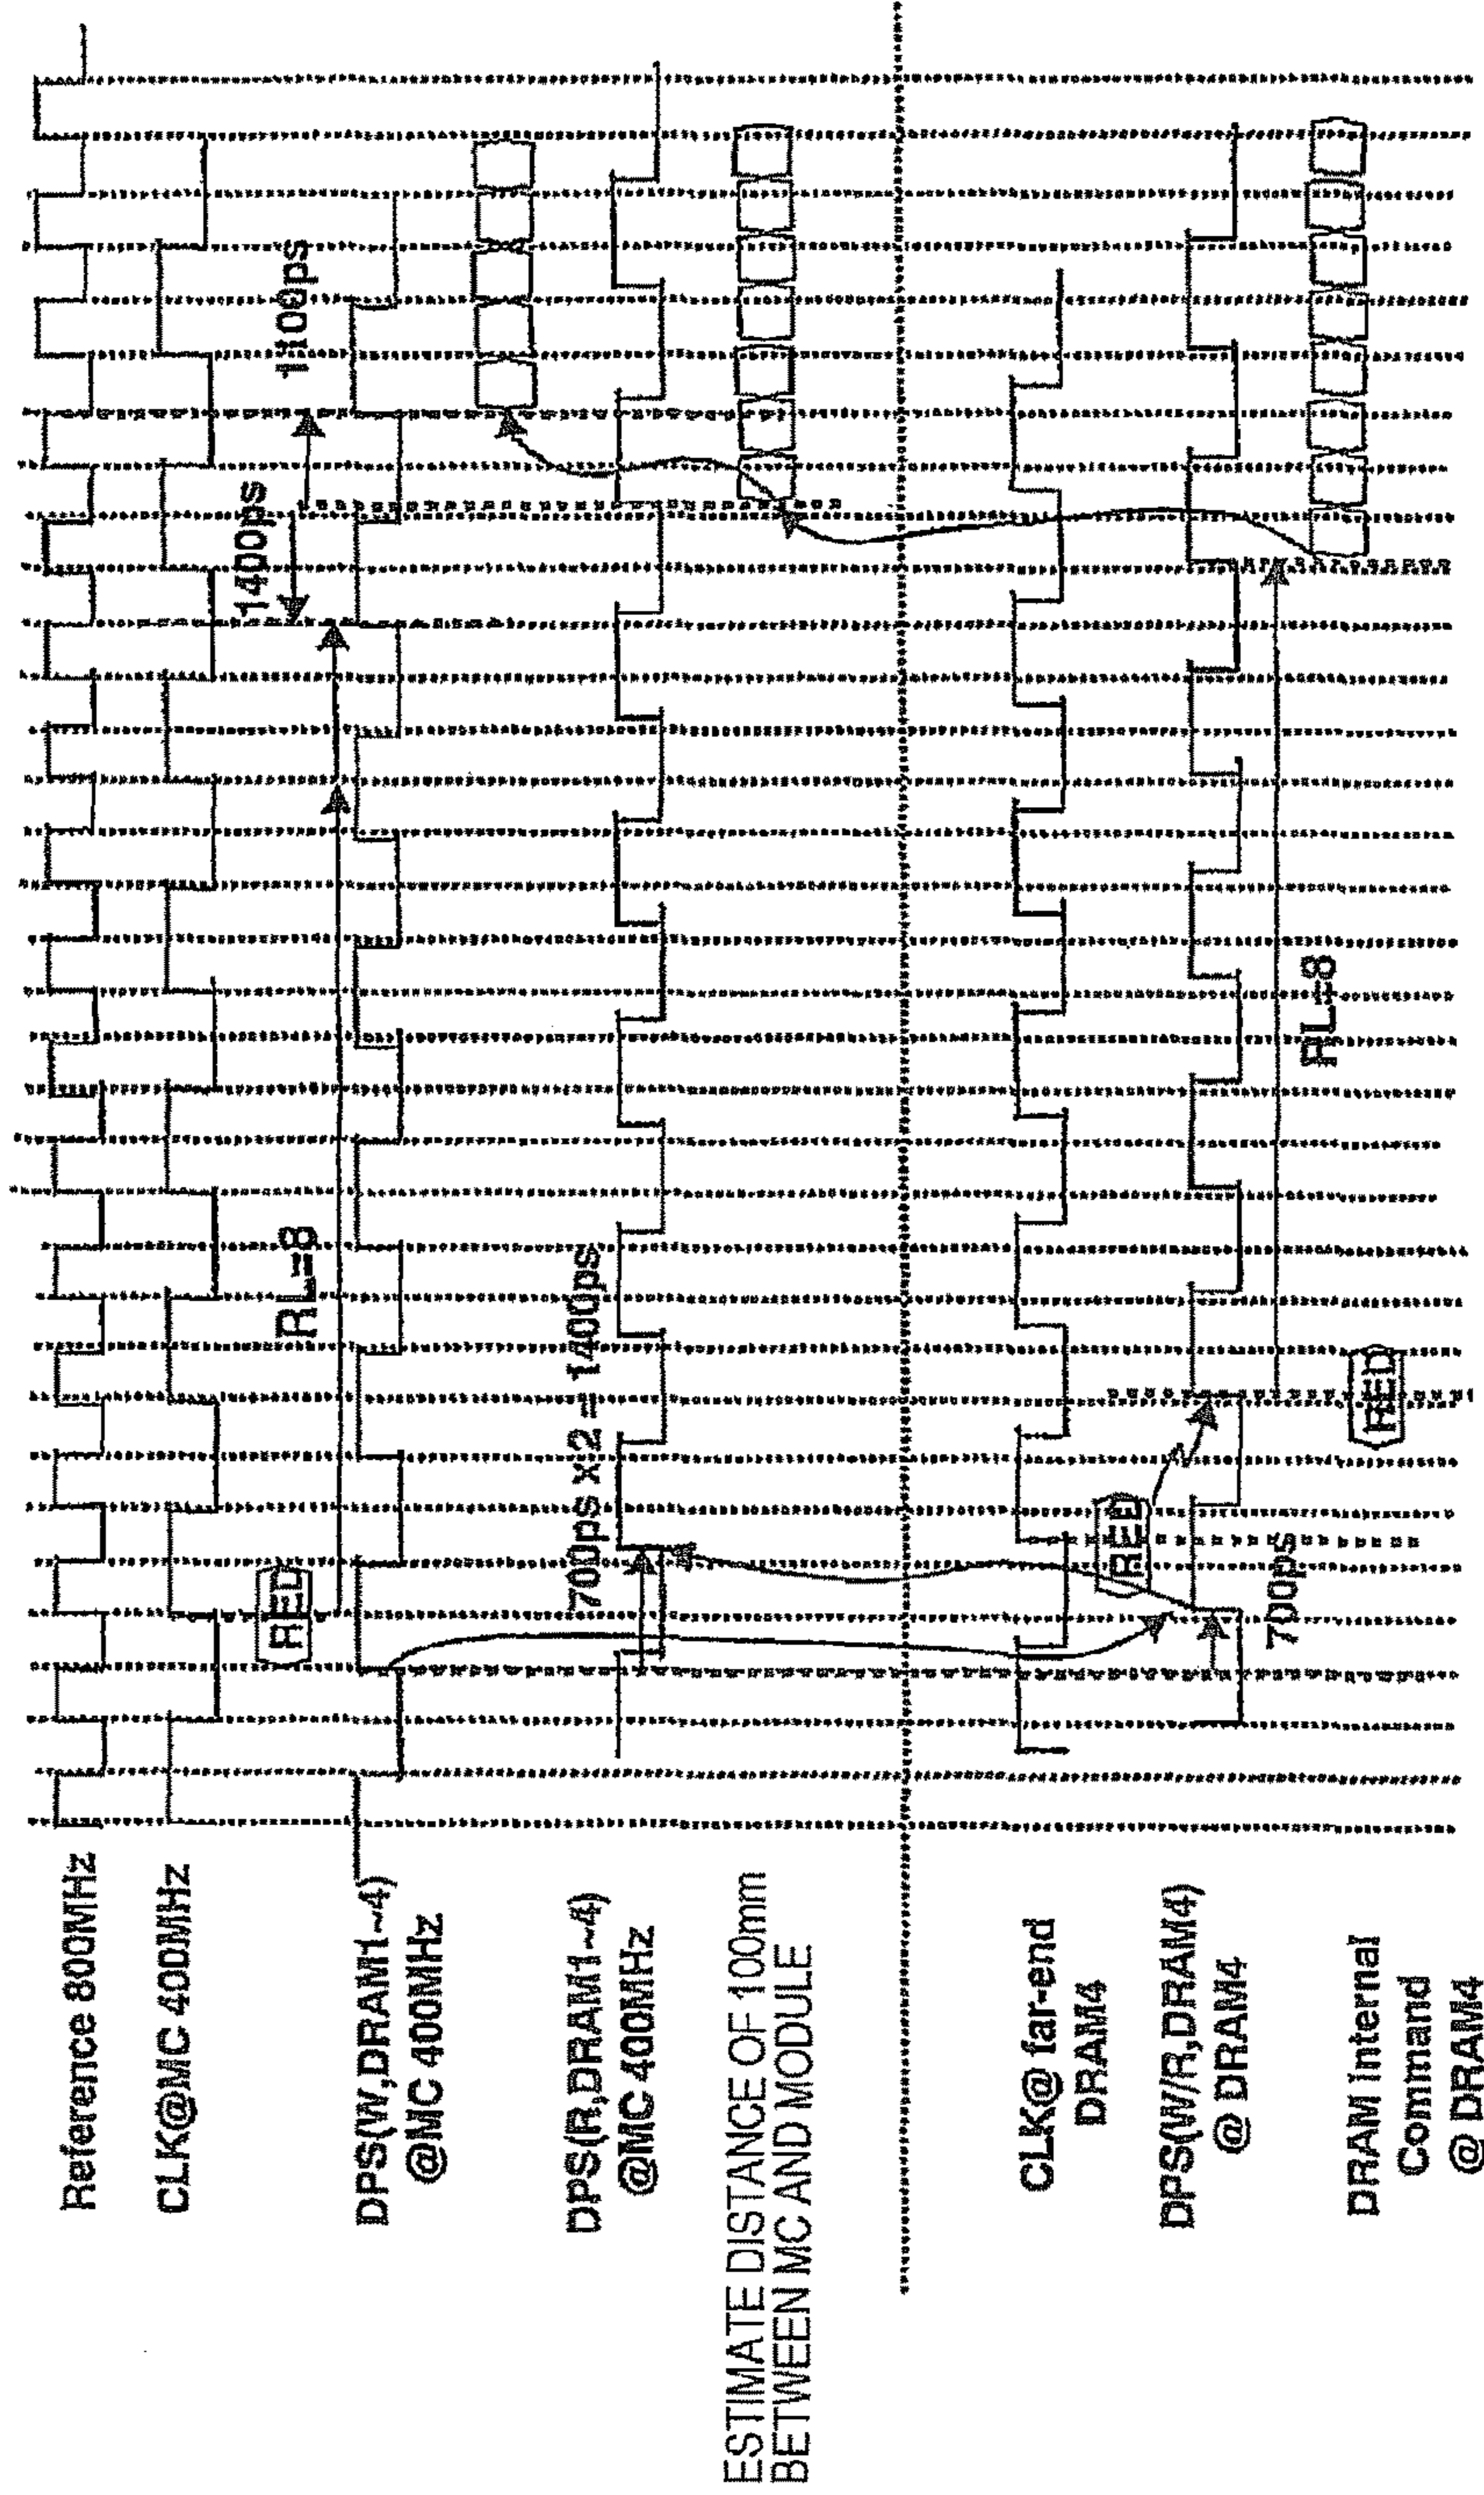 Reference 800MHz
CLK@MC 400MHz
RED
RL=8
1400ps
1100ps
DPS(W,DRAM1~4)
@MC 400MHz
DPS(R,DRAM1~4)
@MC 400MHz
700ps x2 = 1400ps
ESTIMATE DISTANCE OF 100mm
BETWEEN MC AND MODULE
CLK@ far-end
DRAM4
RED
DPS(W/R,DRAM4)
@ DRAM4
700ps
RL=8
DRAM Internal
Command
@ DRAM4
RED